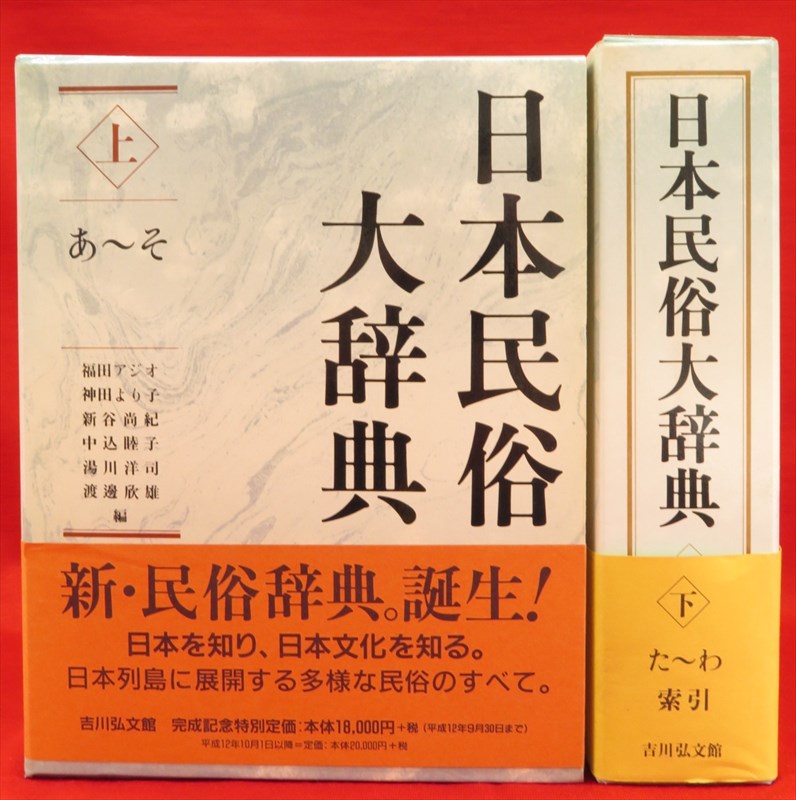 日本民俗
大辞典
上
あ〜そ
福田アジオ
神田より子
新谷尚紀
中込睦子
湯川洋司
渡邊欣雄
編
新・民俗辞典。誕生!
日本を知り、日本文化を知る。
日本列島に展開する多様な民俗のすべて。
吉川弘文館 完成記念特別定価:本体18,000円+税(平成12年9月30日まで)
平成12年10月1日以降=定価:本体20,000円+税
日本民俗大辞典
下
た〜わ
索引
吉川弘文館